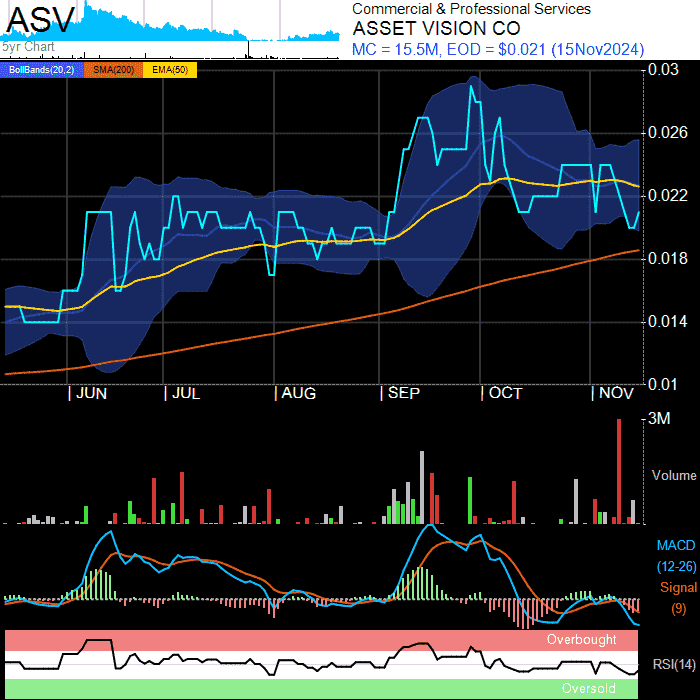 ASV
5yr Chart
Commercial & Professional Services
ASSET VISION CO
MC = 15.5M, EOD = $0.021 (15Nov2024)
BollBands(20,2) SMA(200) EMA(50)
0.03
0.026
0.022
0.018
0.014
0.01
JUN JUL AUG SEP OCT NOV
3M
Volume
MACD
(12-26)
Signal
(9)
Overbought
RSI(14)
Oversold